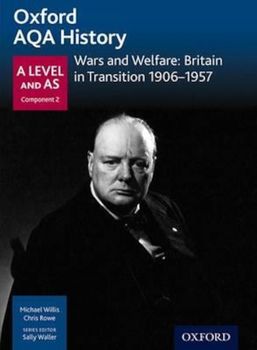 Oxford
AQA History
A LEVEL
AND AS
Component 2
Wars and Welfare: Britain
in Transition 1906–1957
Michael Willis
Chris Rowe
SERIES EDITOR
Sally Waller
OXFORD